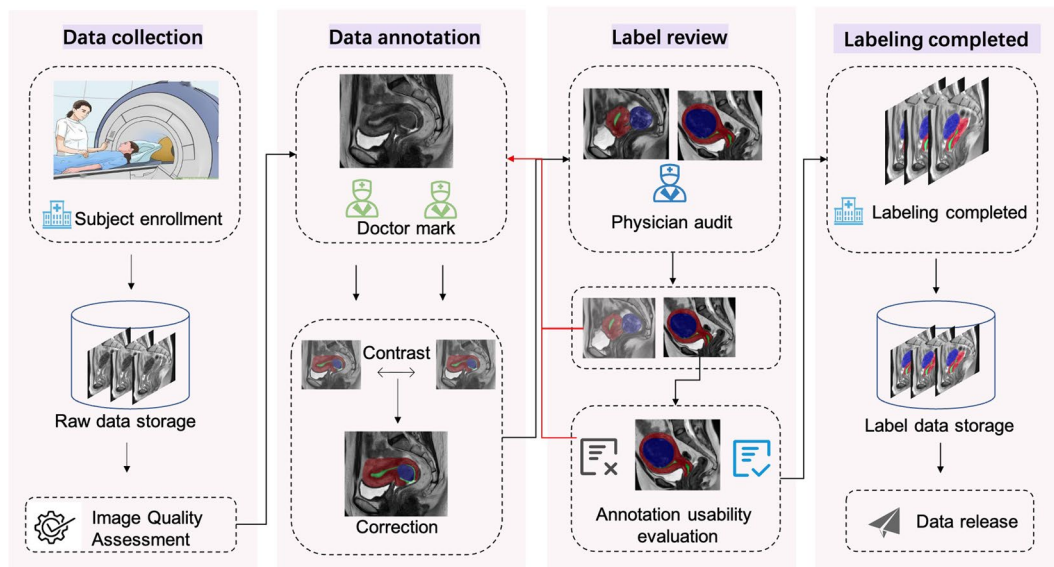 Data collection
Subject enrollment
Raw data storage
Image Quality
Assessment
Data annotation
Doctor mark
Contrast
Correction
Label review
Physician audit
Annotation usability
evaluation
Labeling completed
Labeling completed
Label data storage
Data release